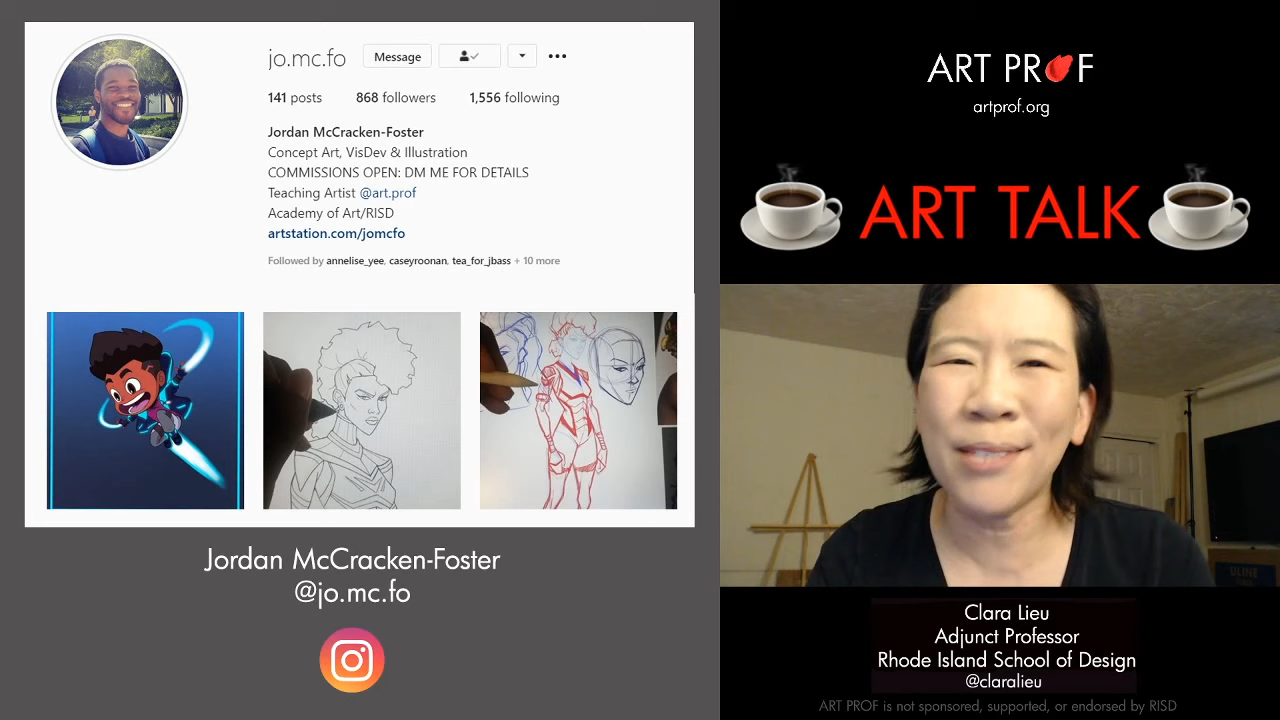 jo.mc.fo Message
141 posts 868 followers 1,556 following
Jordan McCracken-Foster
Concept Art, VisDev & Illustration
COMMISSIONS OPEN: DM ME FOR DETAILS
Teaching Artist @art.prof
Academy of Art/RISD
artstation.com/jomcfo
Followed by annelise_yee, caseyroonan, tea_for_jbass + 10 more
Jordan McCracken-Foster
@jo.mc.fo
ART PROF
artprof.org
ART TALK
ULINE
Clara Lieu
Adjunct Professor
Rhode Island School of Design
@claralieu
ART PROF is not sponsored, supported, or endorsed by RISD